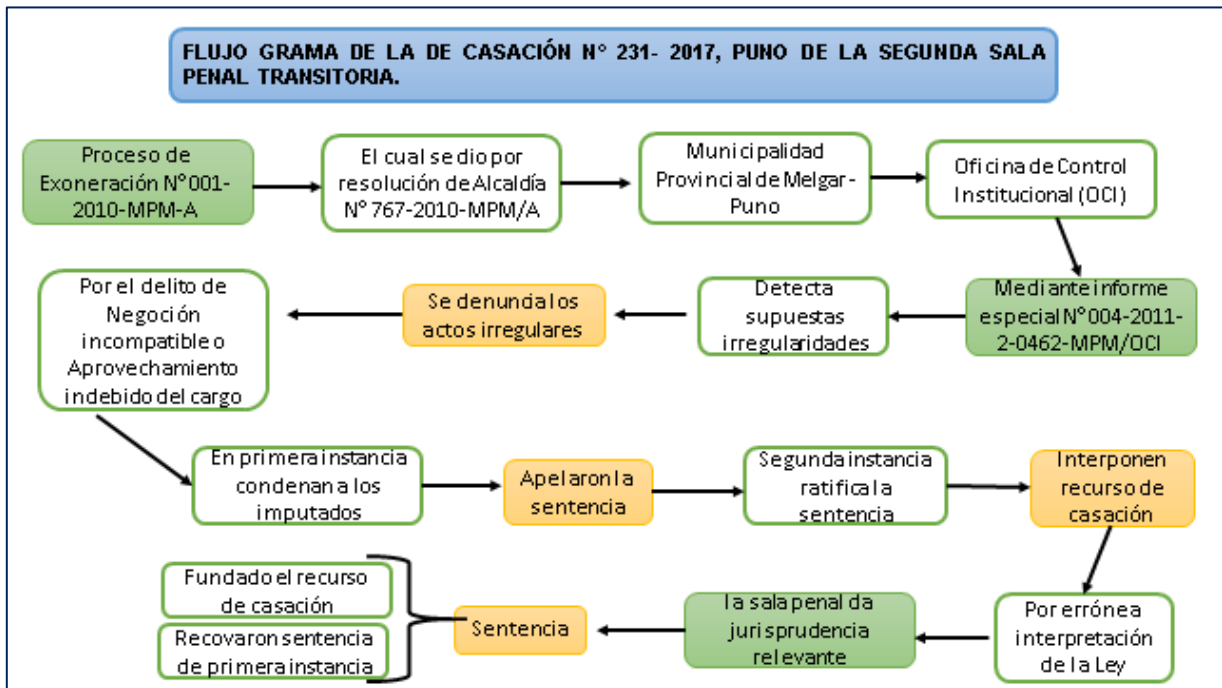 FLUJO GRAMA DE LA DE CASACIÓN N° 231- 2017, PUNO DE LA SEGUNDA SALA
PENAL TRANSITORIA.
Proceso de
Exoneración N°001-
2010-MPM-A
El cual se dio por
resolución de Alcaldía
N° 767-2010-MPM/A
Municipalidad
Provincial de Melgar-
Puno
Oficina de Control
Institucional (OCI)
Mediante informe
especial N°004-2011-
2-0462-MPM/OCI
Detecta
supuestas
irregularidades
Se denuncia los
actos irregulares
Por el delito de
Negoción
incompatible o
Aprovechamiento
indebido del cargo
En primera instancia
condenan a los
imputados
Apelaron la
sentencia
Segunda instancia
ratifica la
sentencia
Interponen
recurso de
casación
Por errónea
interpretación
de la Ley
la sala penal da
jurisprudencia
relevante
Sentencia
Fundado el recurso
de casación
Recovaron sentencia
de primera instancia